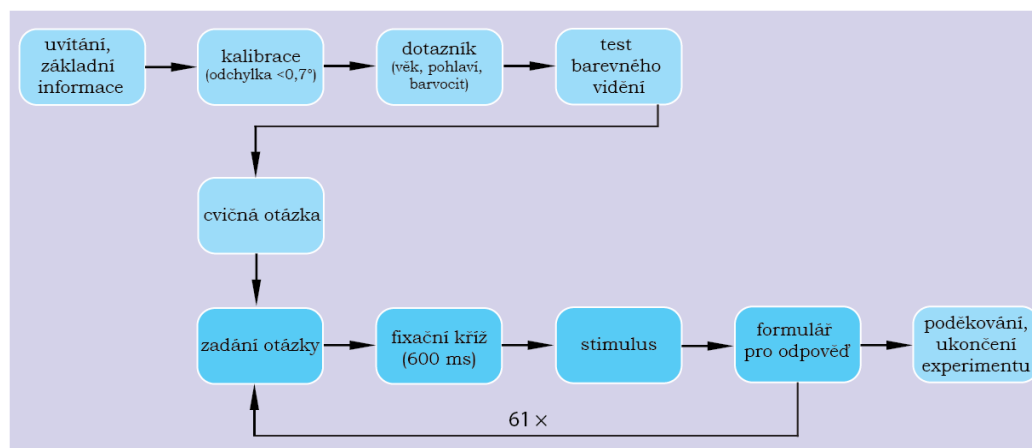 uvítání,
základní
informace
kalibrace
(odchylka <0,7°)
dotazník
(věk, pohlaví,
barvocit)
test
barevného
vidění
cvičná otázka
zadání otázky
fixační kříž
(600 ms)
stimulus
formulář
pro odpověď
poděkování,
ukončení
experimentu
61 ×